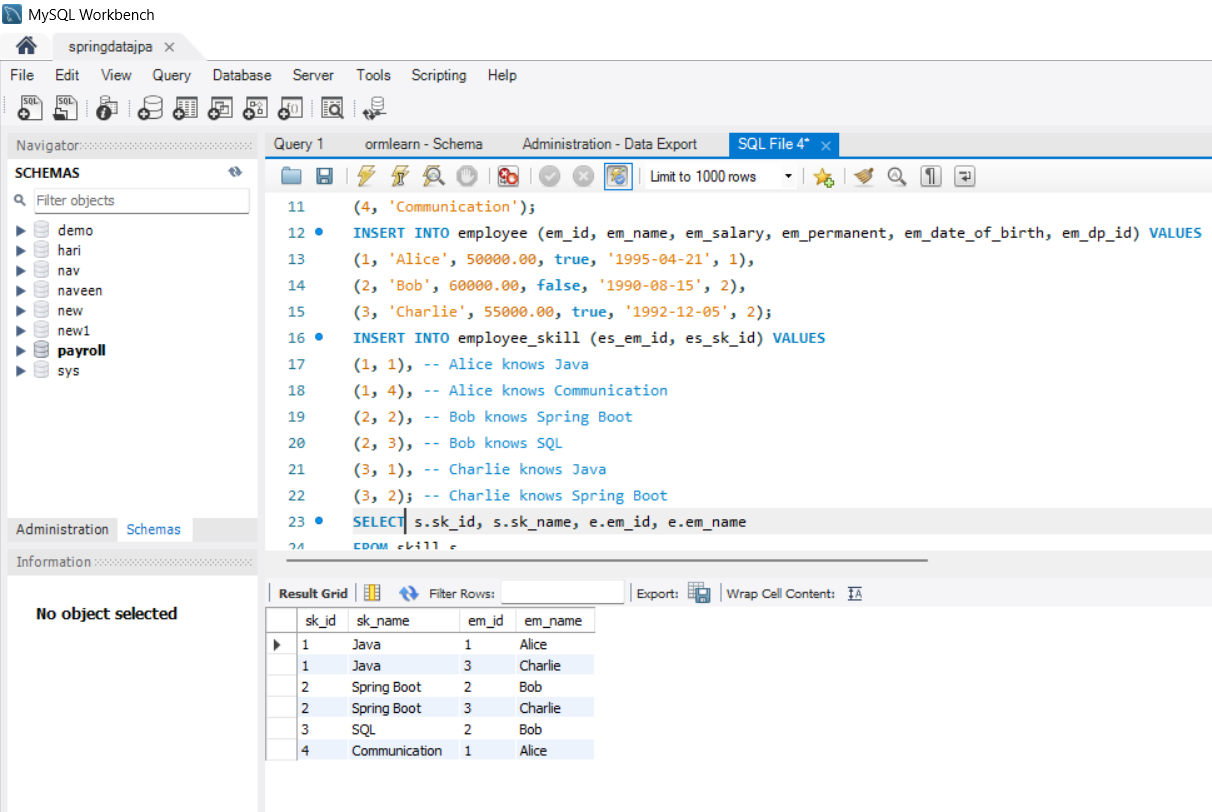 MySQL Workbench
springdatajpa
File Edit View Query Database Server Tools Scripting Help
Navigator
SCHEMAS
Filter objects
demo
hari
nav
naveen
new
new1
payroll
sys
Administration Schemas
Information
No object selected
Query 1 ormlearn - Schema Administration - Data Export SQL File 4*
Limit to 1000 rows
11 (4, 'Communication');
12 INSERT INTO employee (em_id, em_name, em_salary, em_permanent, em_date_of_birth, em_dp_id) VALUES
13 (1, 'Alice', 50000.00, true, '1995-04-21', 1),
14 (2, 'Bob', 60000.00, false, '1990-08-15', 2),
15 (3, 'Charlie', 55000.00, true, '1992-12-05', 2);
16 INSERT INTO employee_skill (es_em_id, es_sk_id) VALUES
17 (1, 1), -- Alice knows Java
18 (1, 4), -- Alice knows Communication
19 (2, 2), -- Bob knows Spring Boot
20 (2, 3), -- Bob knows SQL
21 (3, 1), -- Charlie knows Java
22 (3, 2); -- Charlie knows Spring Boot
23 SELECT s.sk_id, s.sk_name, e.em_id, e.em_name
24 FROM skill s
Result Grid Filter Rows: Export: Wrap Cell Content:
sk_id sk_name em_id em_name
1 Java 1 Alice
1 Java 3 Charlie
2 Spring Boot 2 Bob
2 Spring Boot 3 Charlie
3 SQL 2 Bob
4 Communication 1 Alice